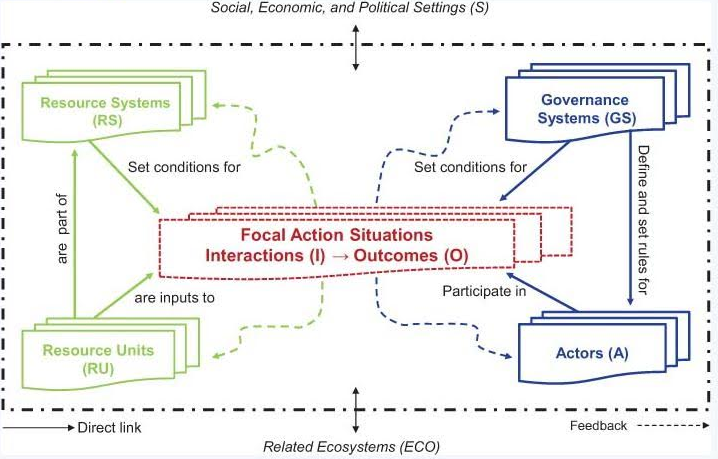 Social, Economic, and Political Settings (S)
Resource Systems
(RS)
Governance
Systems (GS)
Set conditions for
Set conditions for
are part of
Define and set rules for
Focal Action Situations
Interactions (I) → Outcomes (O)
are inputs to
Participate in
Resource Units
(RU)
Actors (A)
Direct link
Feedback
Related Ecosystems (ECO)